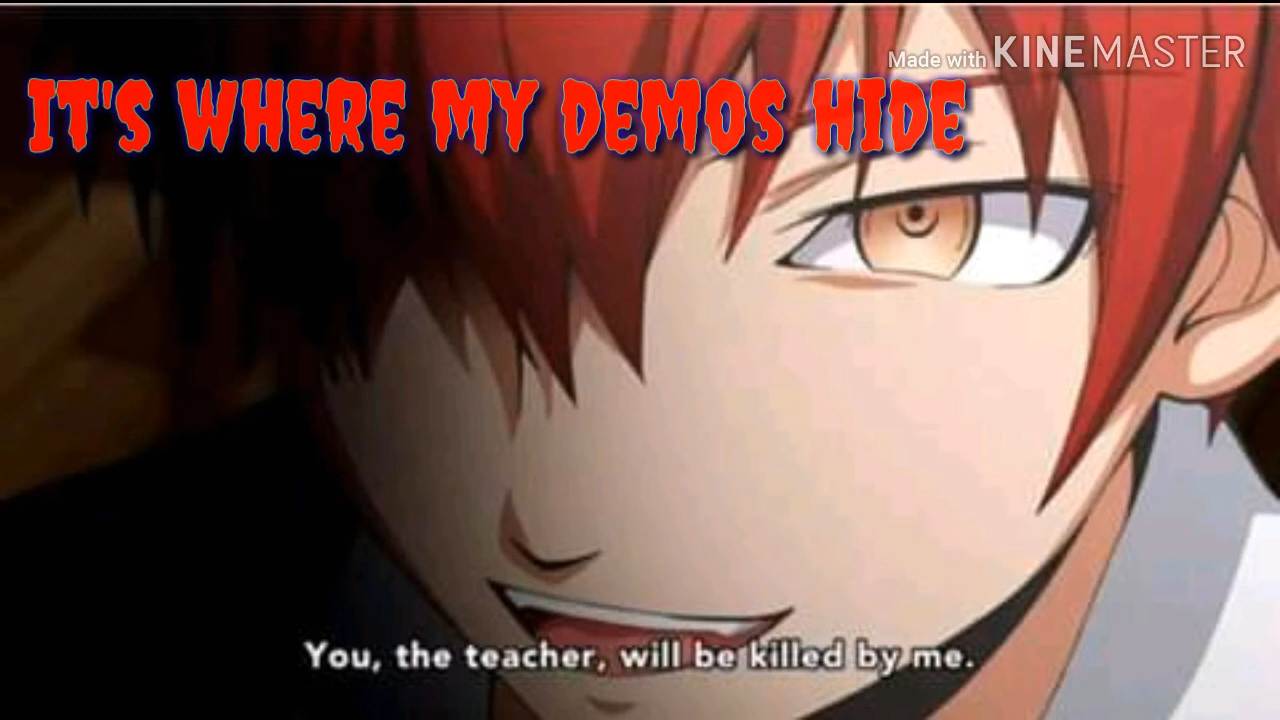 Made with KINEMASTER
IT'S WHERE MY DEMOS HIDE
You, the teacher, will be killed by me.